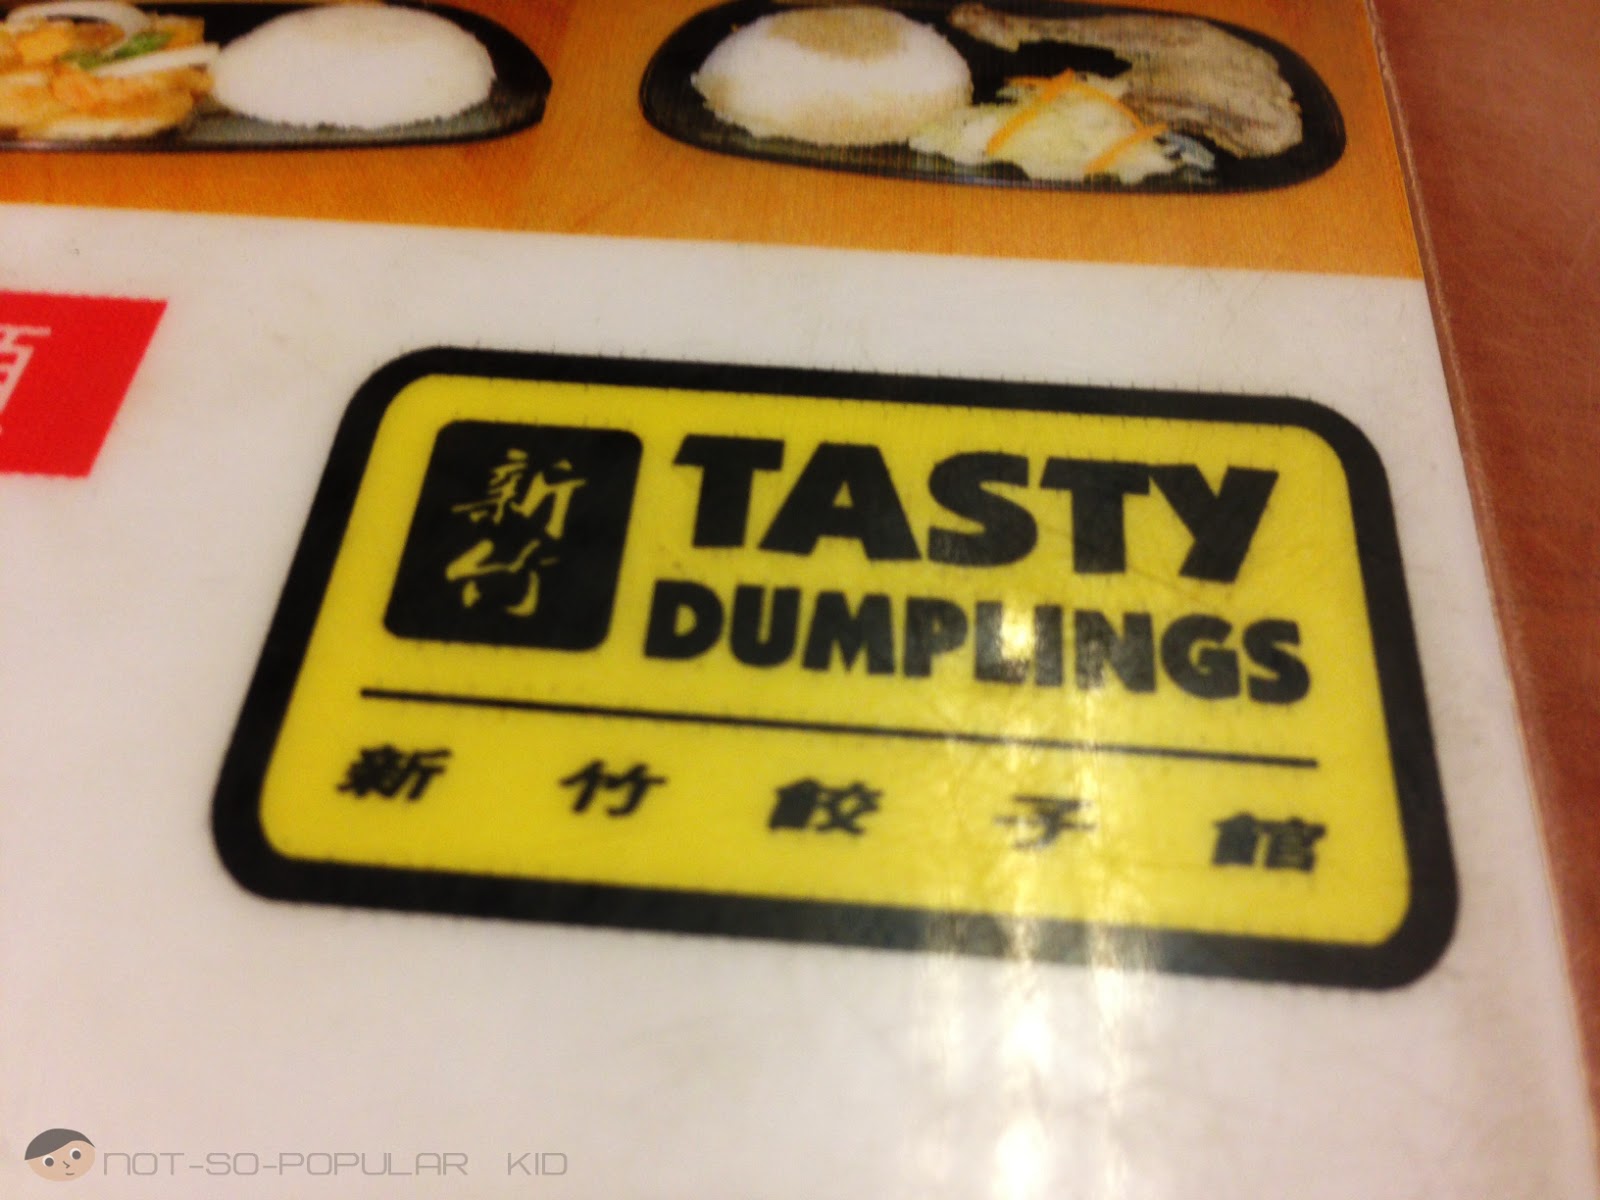 新竹
TASTY
DUMPLINGS
新竹餃子館
NOT-SO-POPULAR KID